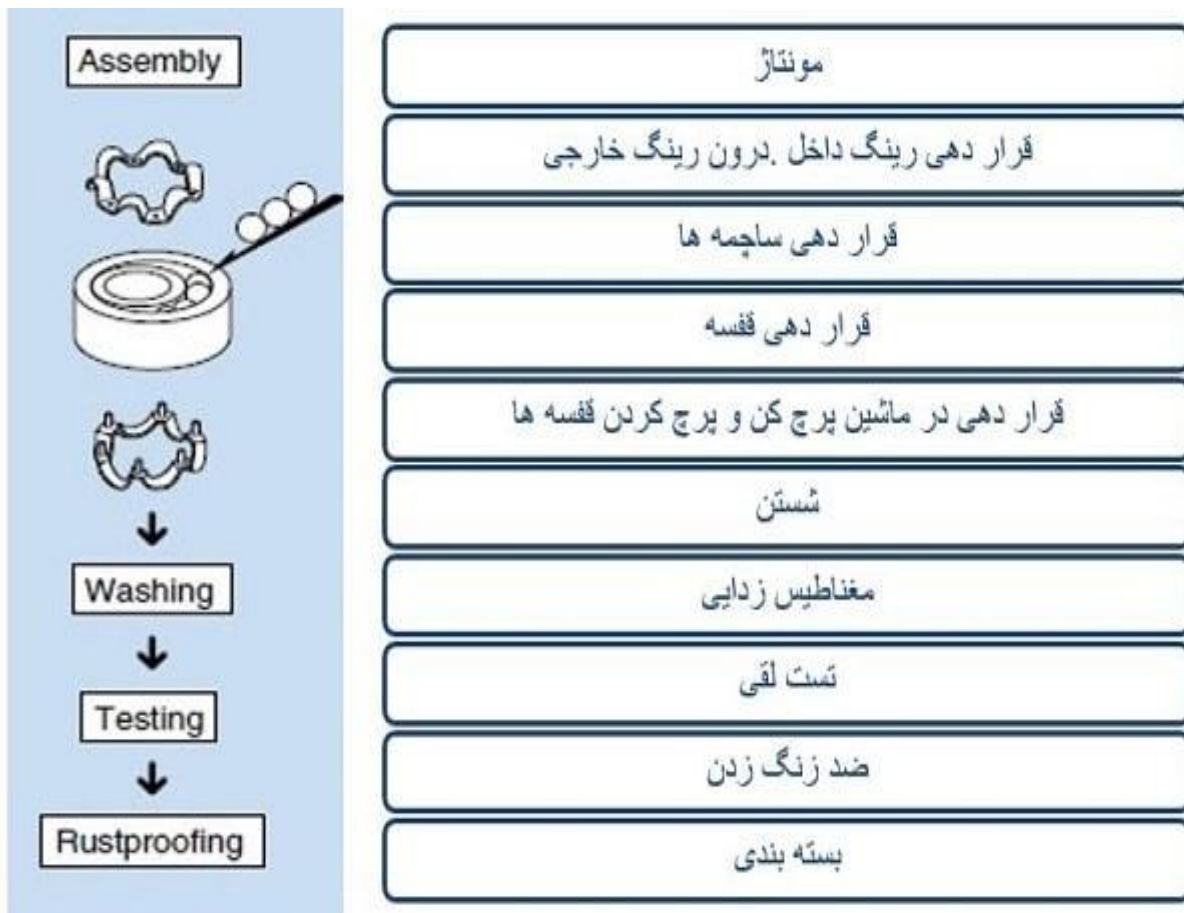 Assembly
Washing
Testing
Rustproofing
مونتاژ
قرار دهی رینگ داخل .درون رینگ خارجی
قرار دهی ساچمه ها
قرار دهی قفسه
قرار دهی در ماشین پرچ کن و پرچ کردن قفسه ها
شستن
مغناطیس زدایی
تست لقی
ضد زنگ زدن
بسته بندی